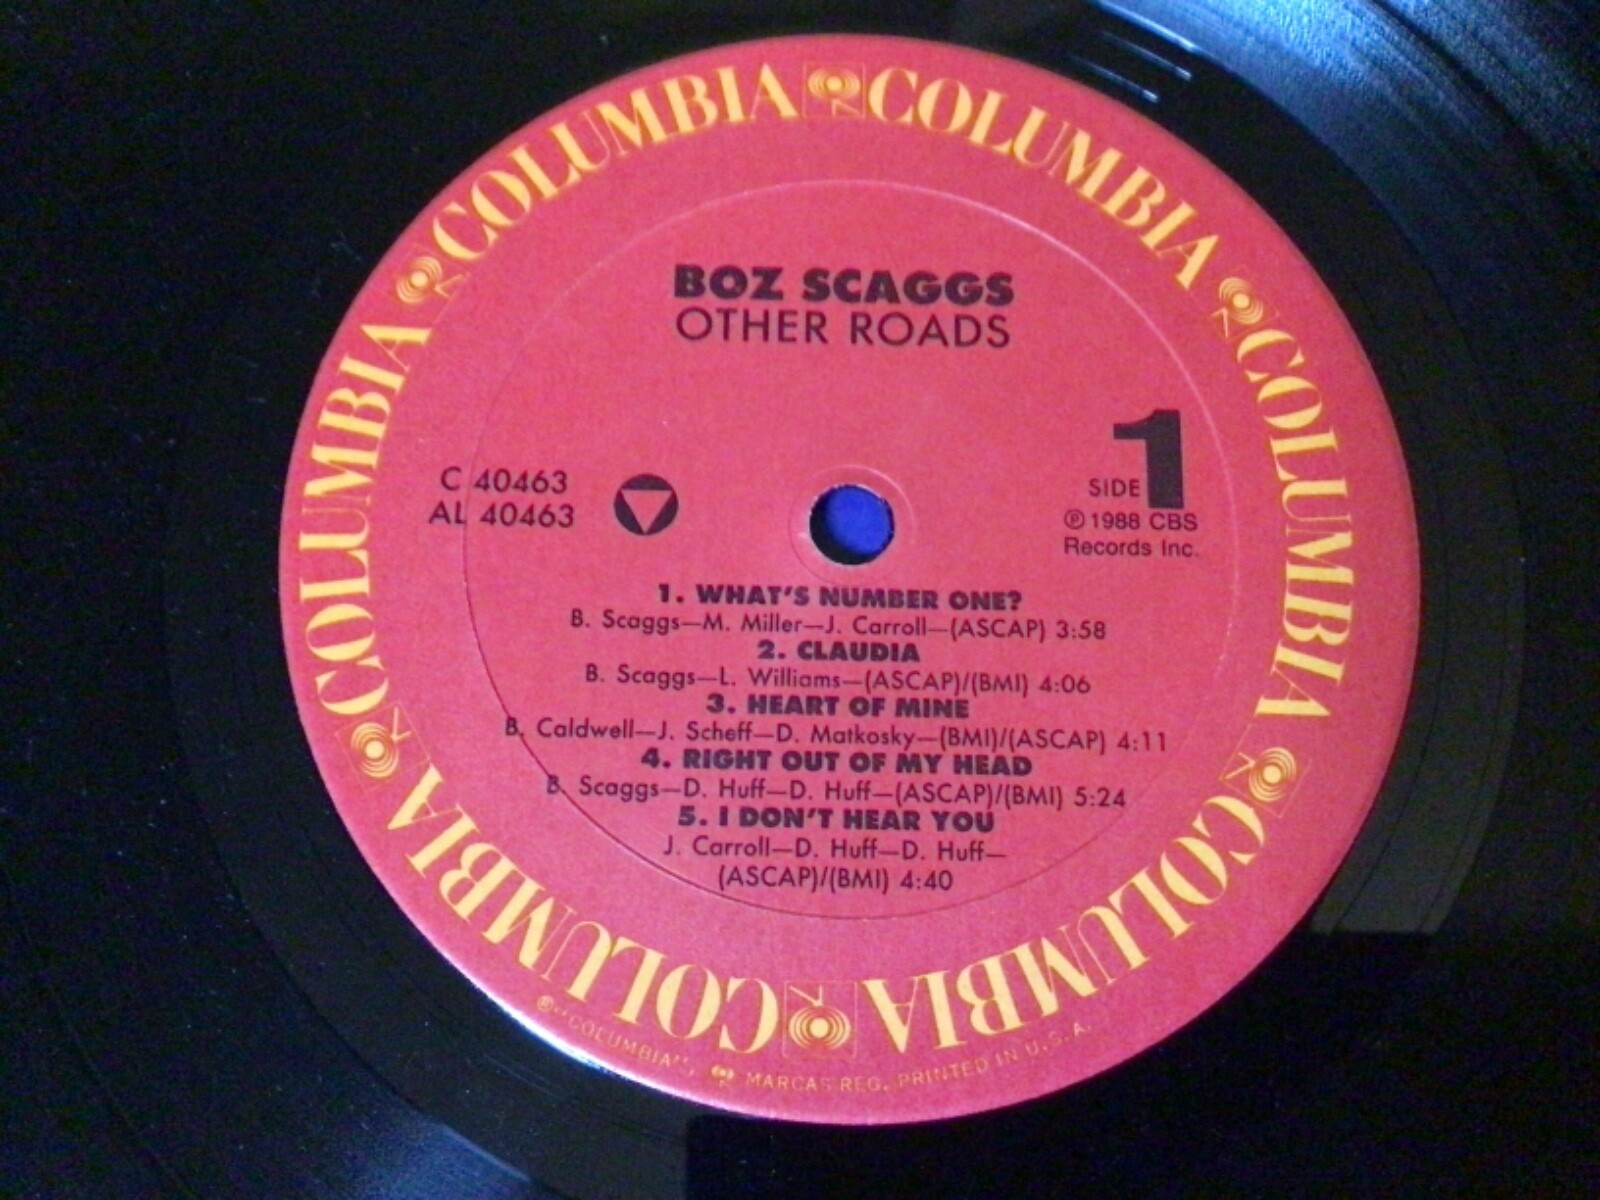 COLUMBIA COLUMBIA COLUMBIA COLUMBIA COLUMBIA COLUMBIA COLUMBIA
BOZ SCAGGS
OTHER ROADS
C 40463
AL 40463
SIDE 1
℗ 1988 CBS
Records Inc.
1. WHAT'S NUMBER ONE?
B. Scaggs—M. Miller—J. Carroll—(ASCAP) 3:58
2. CLAUDIA
B. Scaggs—L. Williams—(ASCAP)/(BMI) 4:06
3. HEART OF MINE
B. Caldwell—J. Scheff—D. Matkosky—(BMI)/(ASCAP) 4:11
4. RIGHT OUT OF MY HEAD
B. Scaggs—D. Huff—D. Huff—(ASCAP)/(BMI) 5:24
5. I DON'T HEAR YOU
J. Carroll—D. Huff—D. Huff—
(ASCAP)/(BMI) 4:40
®"COLUMBIA", MARCAS REG. PRINTED IN U.S.A.